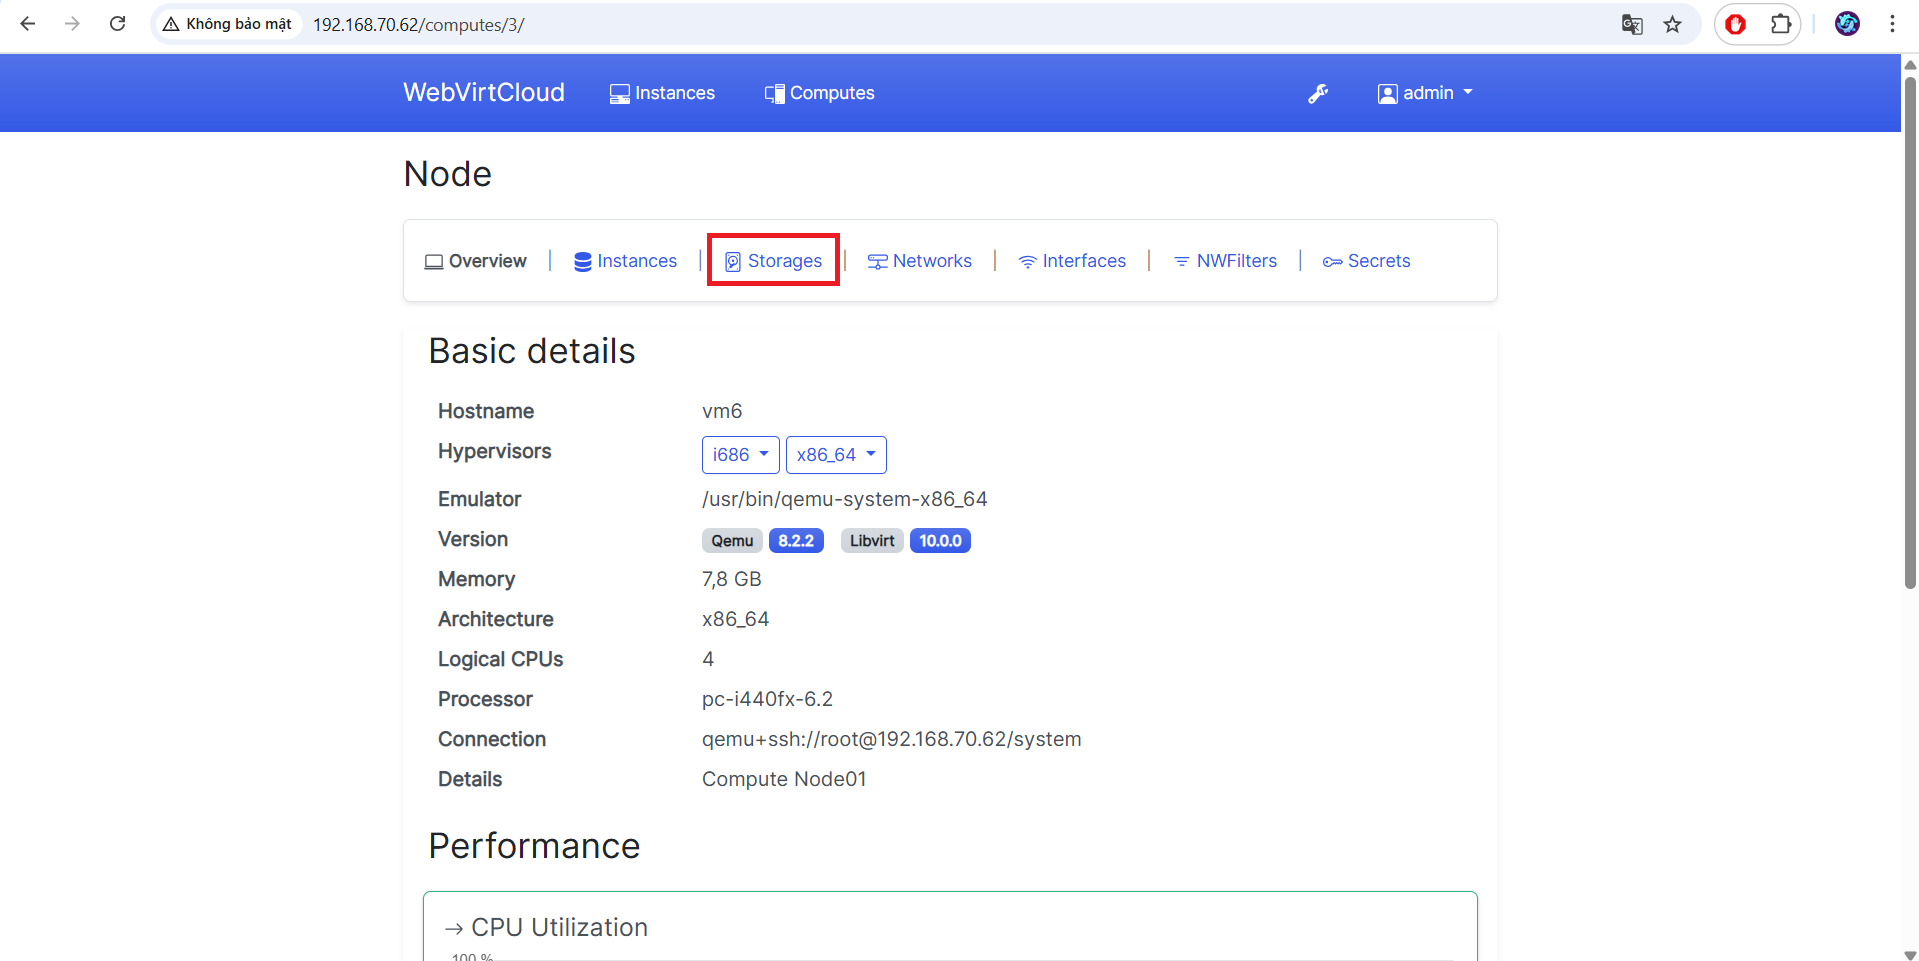 Không bảo mật 192.168.70.62/computes/3/
WebVirtCloud Instances Computes admin
Node
Overview | Instances | Storages | Networks | Interfaces | NWFilters | Secrets
Basic details
Hostname vm6
Hypervisors i686 x86_64
Emulator /usr/bin/qemu-system-x86_64
Version Qemu 8.2.2 Libvirt 10.0.0
Memory 7,8 GB
Architecture x86_64
Logical CPUs 4
Processor pc-i440fx-6.2
Connection qemu+ssh://root@192.168.70.62/system
Details Compute Node01
Performance
→ CPU Utilization
100 %